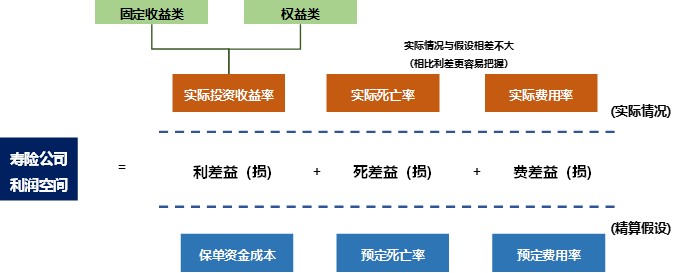 固定收益类
权益类
实际情况与假设相差不大
（相比利差更容易把握）
实际投资收益率
实际死亡率
实际费用率
(实际情况)
寿险公司
利润空间
=
利差益（损）
+
死差益（损）
+
费差益（损）
(精算假设)
保单资金成本
预定死亡率
预定费用率